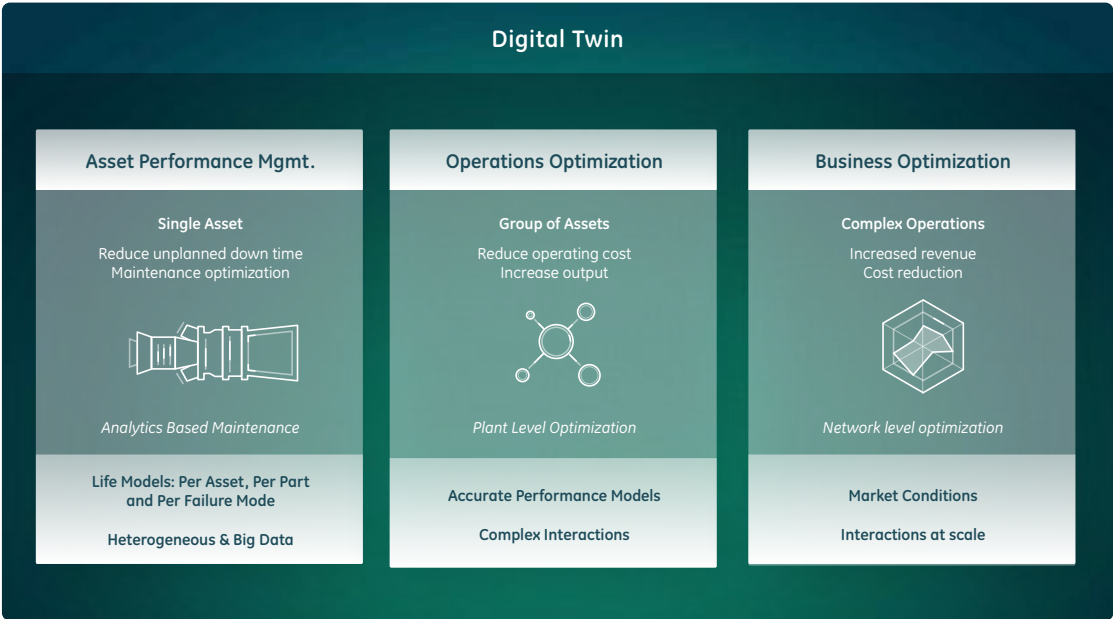 Digital Twin
Asset Performance Mgmt.
Single Asset
Reduce unplanned down time
Maintenance optimization
Analytics Based Maintenance
Life Models: Per Asset, Per Part
and Per Failure Mode
Heterogeneous & Big Data
Operations Optimization
Group of Assets
Reduce operating cost
Increase output
Plant Level Optimization
Accurate Performance Models
Complex Interactions
Business Optimization
Complex Operations
Increased revenue
Cost reduction
Network level optimization
Market Conditions
Interactions at scale